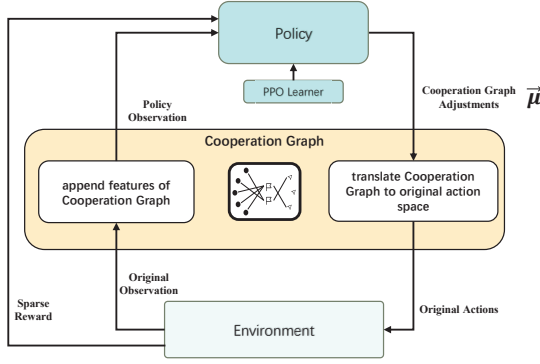 Policy
PPO Learner
Policy
Observation
Cooperation Graph
Adjustments
μ⃗
Cooperation Graph
append features of
Cooperation Graph
translate Cooperation
Graph to original action
space
Original
Observation
Sparse
Reward
Original Actions
Environment